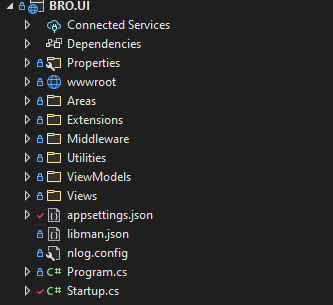 BRO.UI
Connected Services
Dependencies
Properties
wwwroot
Areas
Extensions
Middleware
Utilities
ViewModels
Views
appsettings.json
libman.json
nlog.config
C# Program.cs
C# Startup.cs